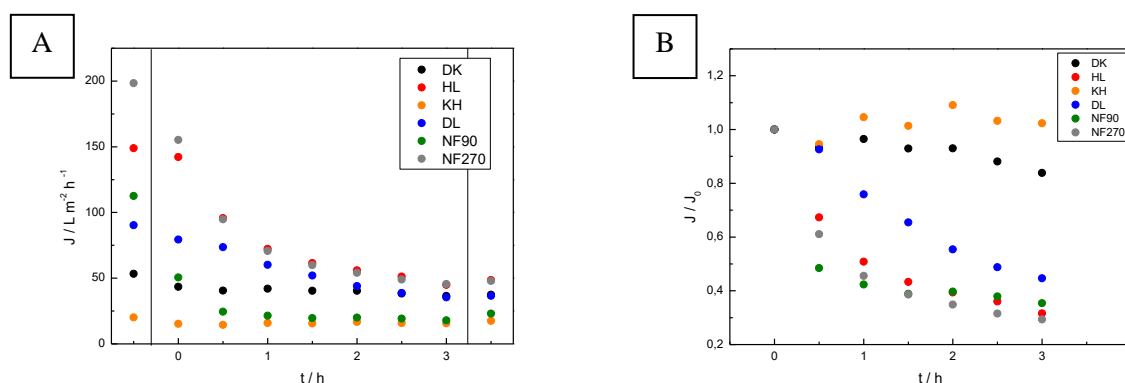 A
200
150
100
50
0
J / L m⁻² h⁻¹
0 1 2 3
t / h
DK
HL
KH
DL
NF90
NF270
B
1,2
1,0
0,8
0,6
0,4
0,2
J / J₀
0 1 2 3
t / h
DK
HL
KH
DL
NF90
NF270